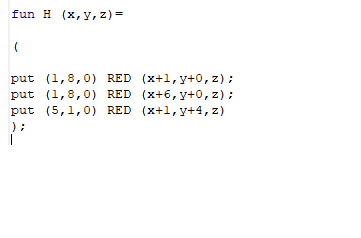 fun H (x,y,z)=
(
put (1,8,0) RED (x+1,y+0,z);
put (1,8,0) RED (x+6,y+0,z);
put (5,1,0) RED (x+1,y+4,z)
);